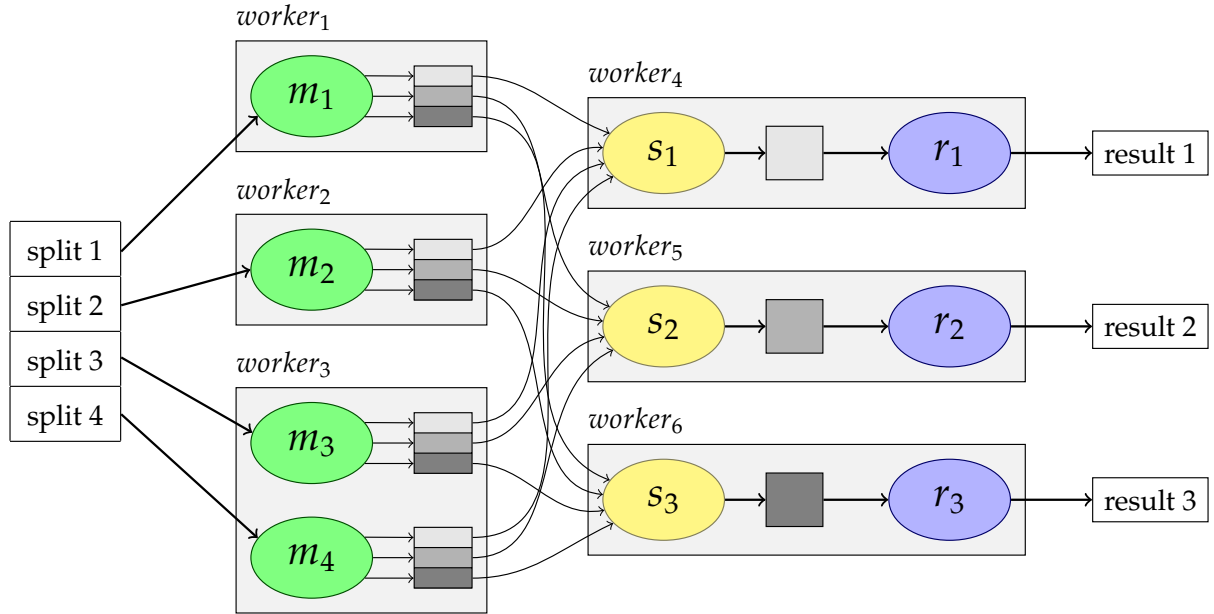 worker₁
m₁
worker₂
m₂
worker₃
m₃
m₄
split 1
split 2
split 3
split 4
worker₄
s₁
r₁
result 1
worker₅
s₂
r₂
result 2
worker₆
s₃
r₃
result 3